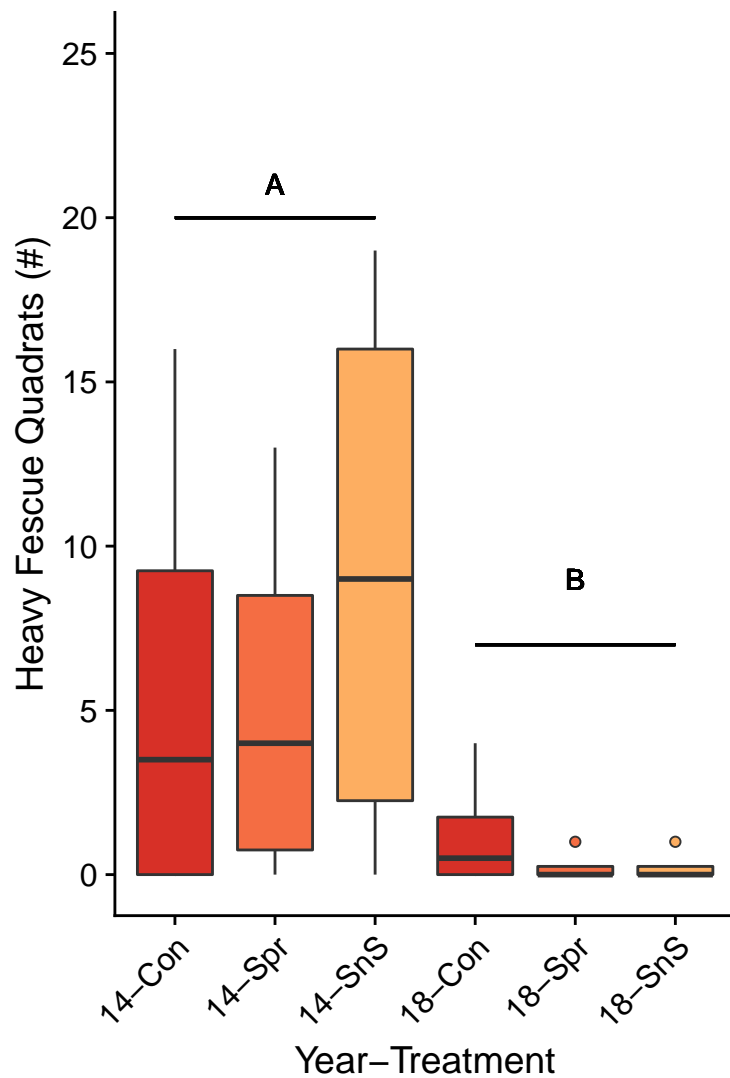 25
A
20
15
10
B
5
0
Heavy Fescue Quadrats (#)
14−Con
14−Spr
14−SnS
18−Con
18−Spr
18−SnS
Year−Treatment